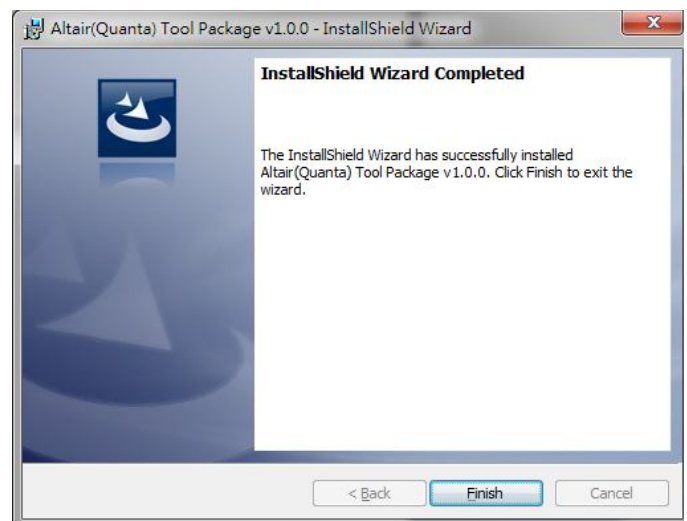 Altair(Quanta) Tool Package v1.0.0 - InstallShield Wizard
InstallShield Wizard Completed
The InstallShield Wizard has successfully installed
Altair(Quanta) Tool Package v1.0.0. Click Finish to exit the
wizard.
< Back
Finish
Cancel